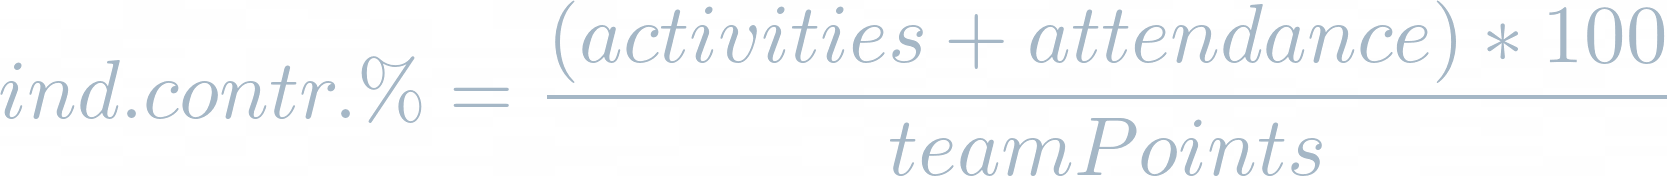 ind.contr.% = (activities + attendance) * 100
teamPoints